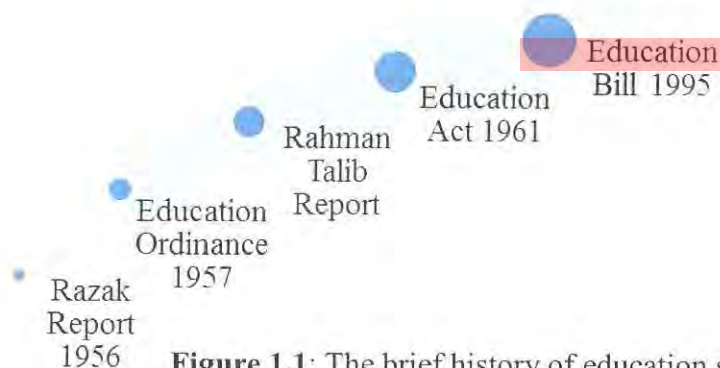 Education
Bill 1995
Education
Act 1961
Rahman
Talib
Report
Education
Ordinance
1957
Razak
Report
1956
Figure 1.1: The brief history of education